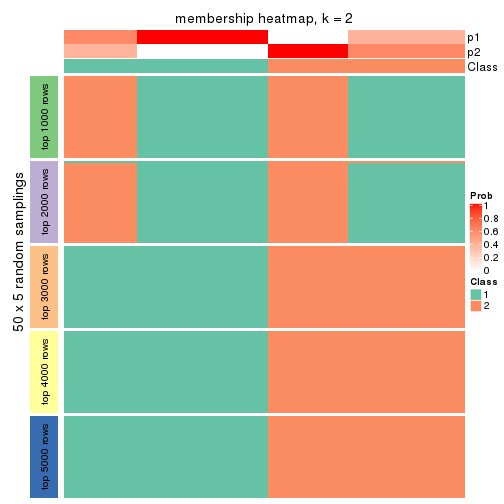 membership heatmap, k = 2
p1
p2
Class
50 x 5 random samplings
top 1000 rows
top 2000 rows
top 3000 rows
top 4000 rows
top 5000 rows
Prob
1
0.8
0.6
0.4
0.2
0
Class
1
2